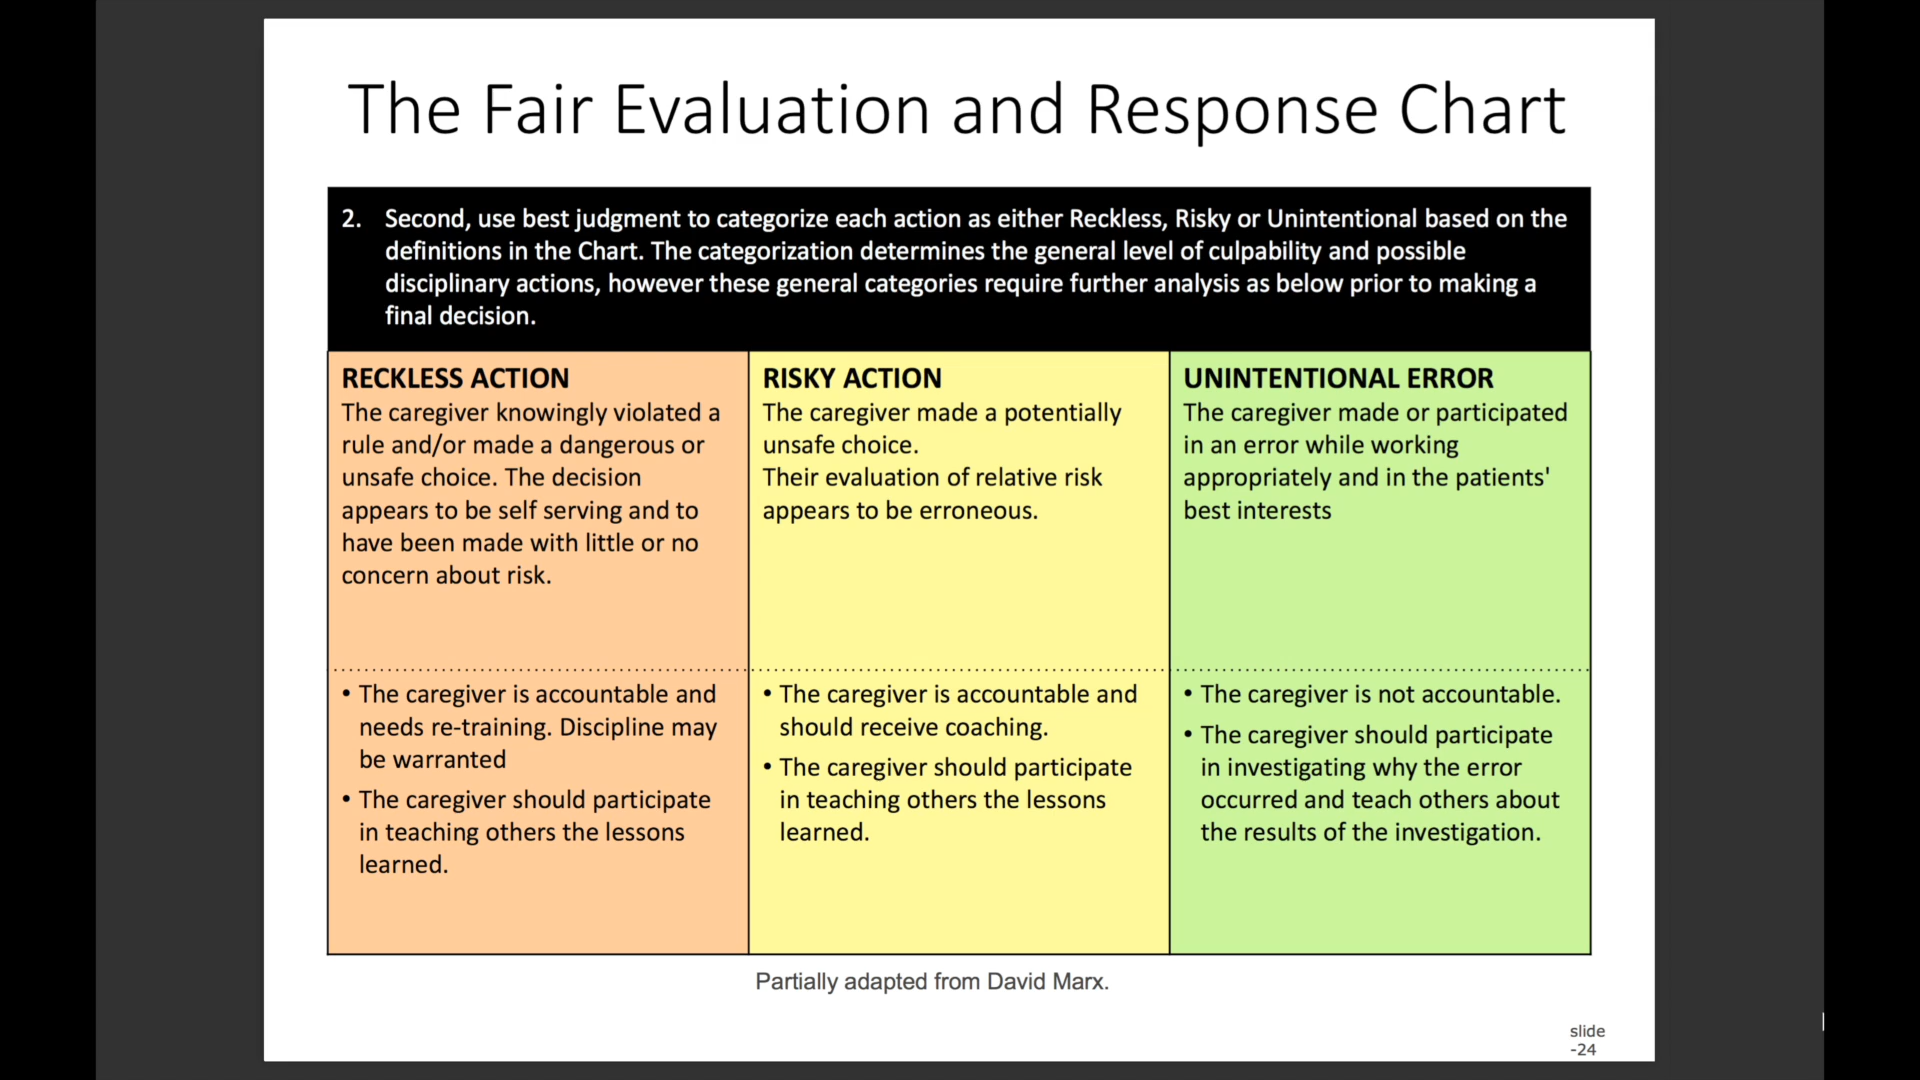 The Fair Evaluation and Response Chart
2. Second, use best judgment to categorize each action as either Reckless, Risky or Unintentional based on the
definitions in the Chart. The categorization determines the general level of culpability and possible
disciplinary actions, however these general categories require further analysis as below prior to making a
final decision.
RECKLESS ACTION
The caregiver knowingly violated a
rule and/or made a dangerous or
unsafe choice. The decision
appears to be self serving and to
have been made with little or no
concern about risk.
• The caregiver is accountable and
needs re-training. Discipline may
be warranted
• The caregiver should participate
in teaching others the lessons
learned.
RISKY ACTION
The caregiver made a potentially
unsafe choice.
Their evaluation of relative risk
appears to be erroneous.
• The caregiver is accountable and
should receive coaching.
• The caregiver should participate
in teaching others the lessons
learned.
UNINTENTIONAL ERROR
The caregiver made or participated
in an error while working
appropriately and in the patients'
best interests
• The caregiver is not accountable.
• The caregiver should participate
in investigating why the error
occurred and teach others about
the results of the investigation.
Partially adapted from David Marx.
slide
-24